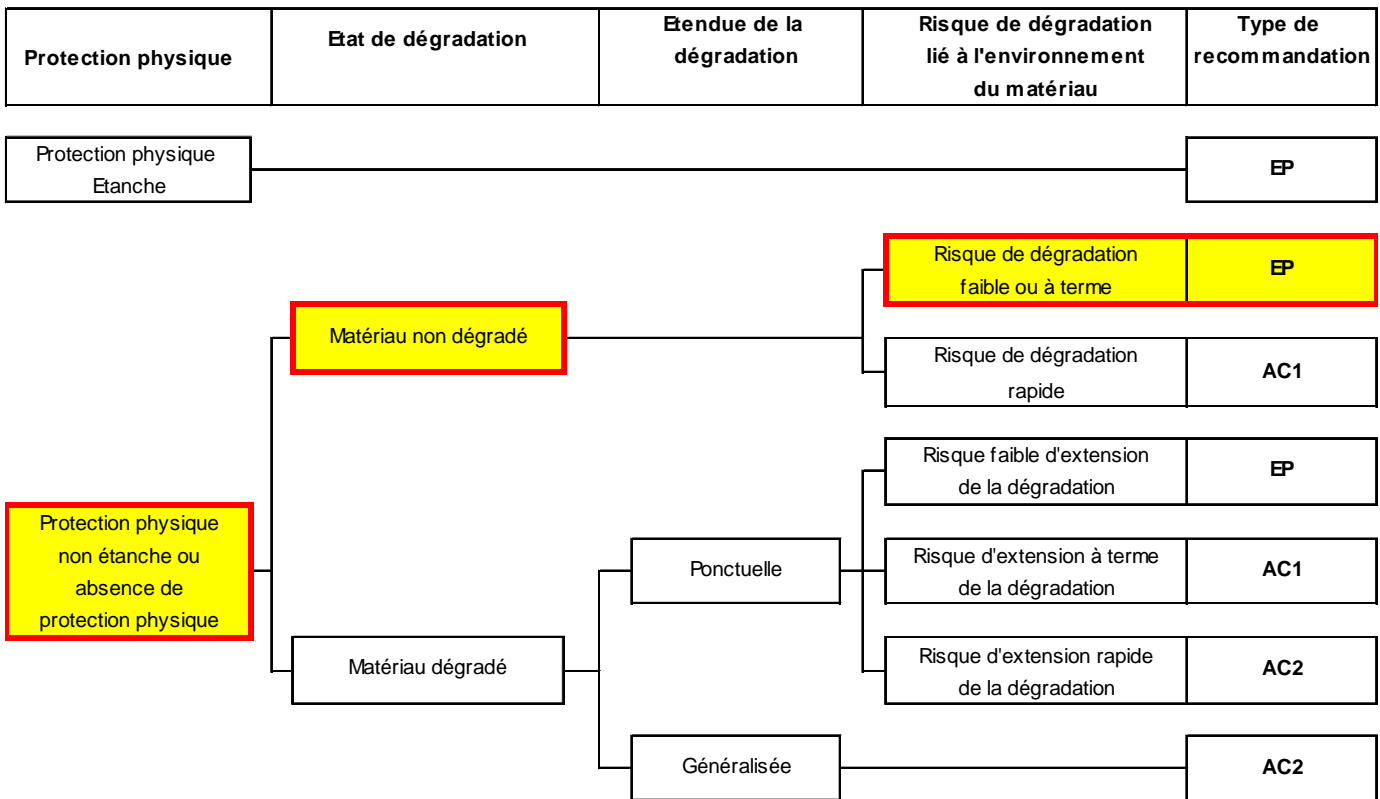 Protection physique
Etat de dégradation
Etendue de la
dégradation
Risque de dégradation
lié à l'environnement
du matériau
Type de
recommandation
Protection physique
Etanche
EP
Risque de dégradation
faible ou à terme
EP
Matériau non dégradé
Risque de dégradation
rapide
AC1
Risque faible d'extension
de la dégradation
EP
Protection physique
non étanche ou
absence de
protection physique
Ponctuelle
Risque d'extension à terme
de la dégradation
AC1
Matériau dégradé
Risque d'extension rapide
de la dégradation
AC2
Généralisée
AC2